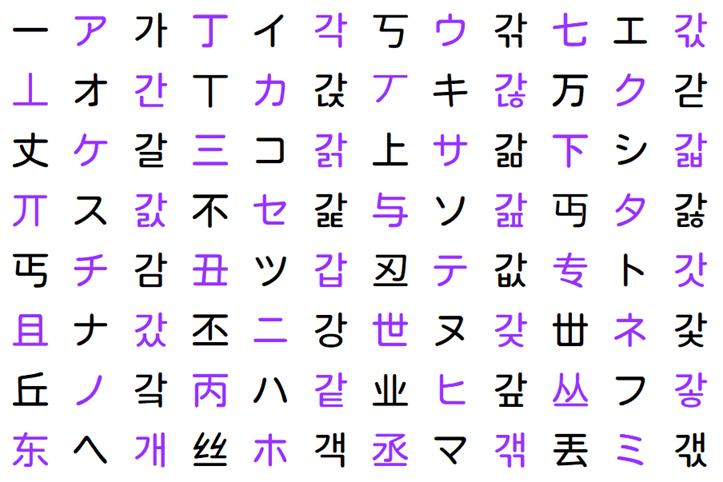 一 ア 가 丁 イ 각 丂 ウ 갂 七 エ 갃
丄 オ 간 丅 カ 갅 丆 キ 갆 万 ク 갇
丈 ケ 갈 三 コ 갉 上 サ 갊 下 シ 갋
丌 ス 갌 不 セ 갍 与 ソ 갎 丏 タ 갏
丐 チ 감 丑 ツ 갑 丒 テ 값 专 ト 갓
且 ナ 갔 丕 ニ 강 世 ヌ 갖 丗 ネ 갗
丘 ノ 갘 丙 ハ 같 业 ヒ 갚 丛 フ 갛
东 ヘ 개 丝 ホ 객 丞 マ 갞 丟 ミ 갟